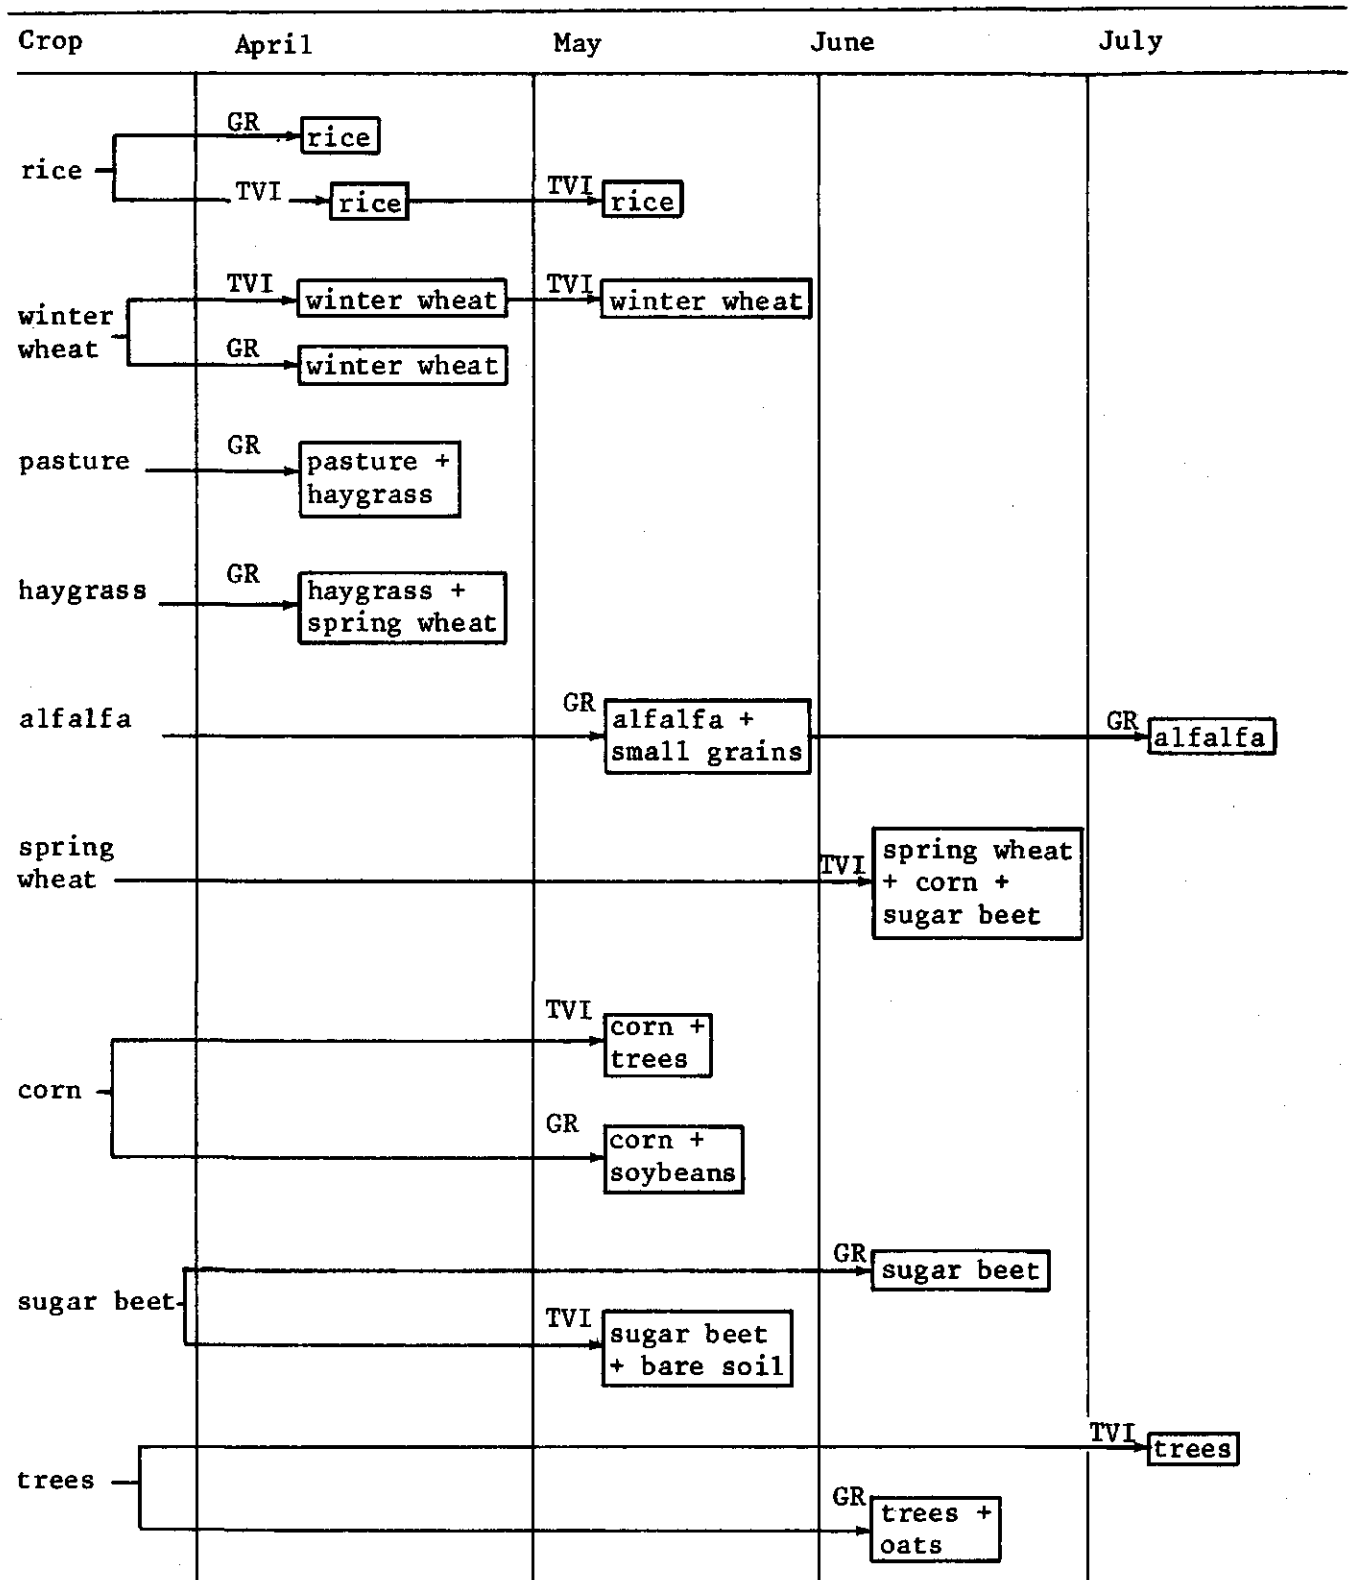 Crop April May June July
GR
rice
rice
TVI
rice
TVI
rice
TVI
winter wheat
TVI
winter wheat
winter
wheat
GR
winter wheat
pasture
GR
pasture +
haygrass
haygrass
GR
haygrass +
spring wheat
alfalfa
GR
alfalfa +
small grains
GR
alfalfa
spring
wheat
TVI
spring wheat
+ corn +
sugar beet
TVI
corn +
trees
corn
GR
corn +
soybeans
GR
sugar beet
sugar beet
TVI
sugar beet
+ bare soil
TVI
trees
trees
GR
trees +
oats